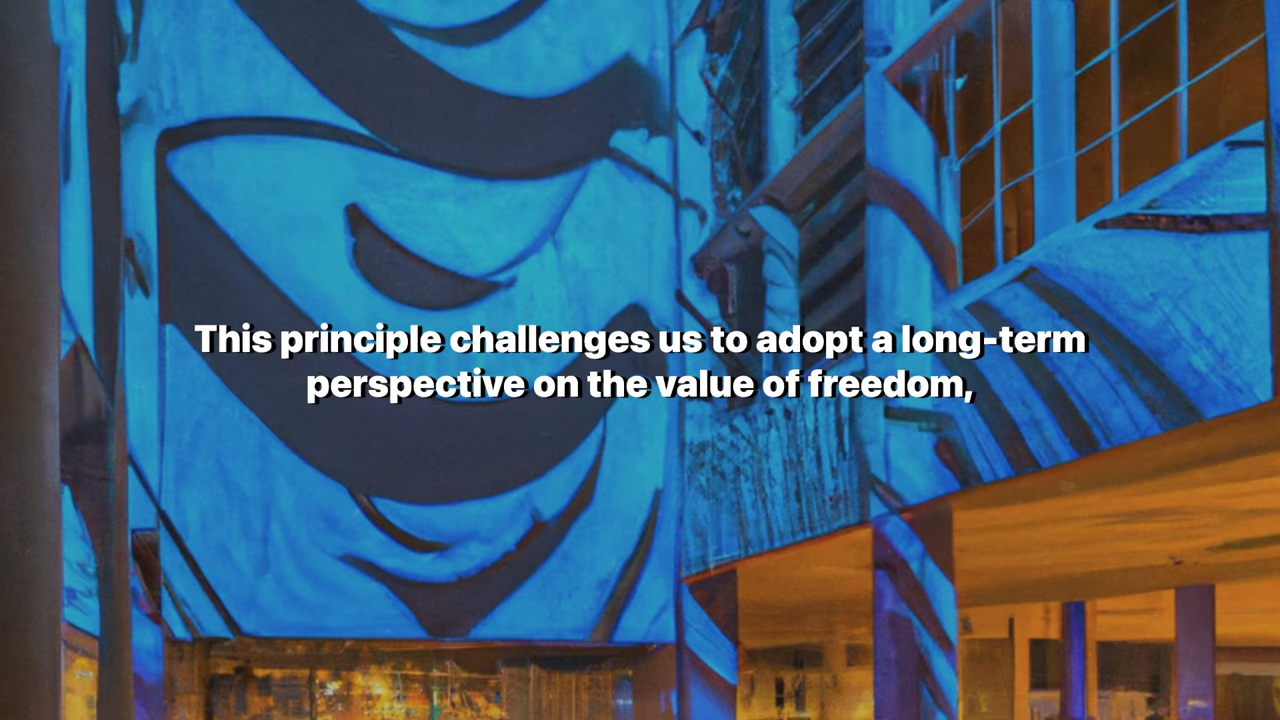 This principle challenges us to adopt a long-term
perspective on the value of freedom,